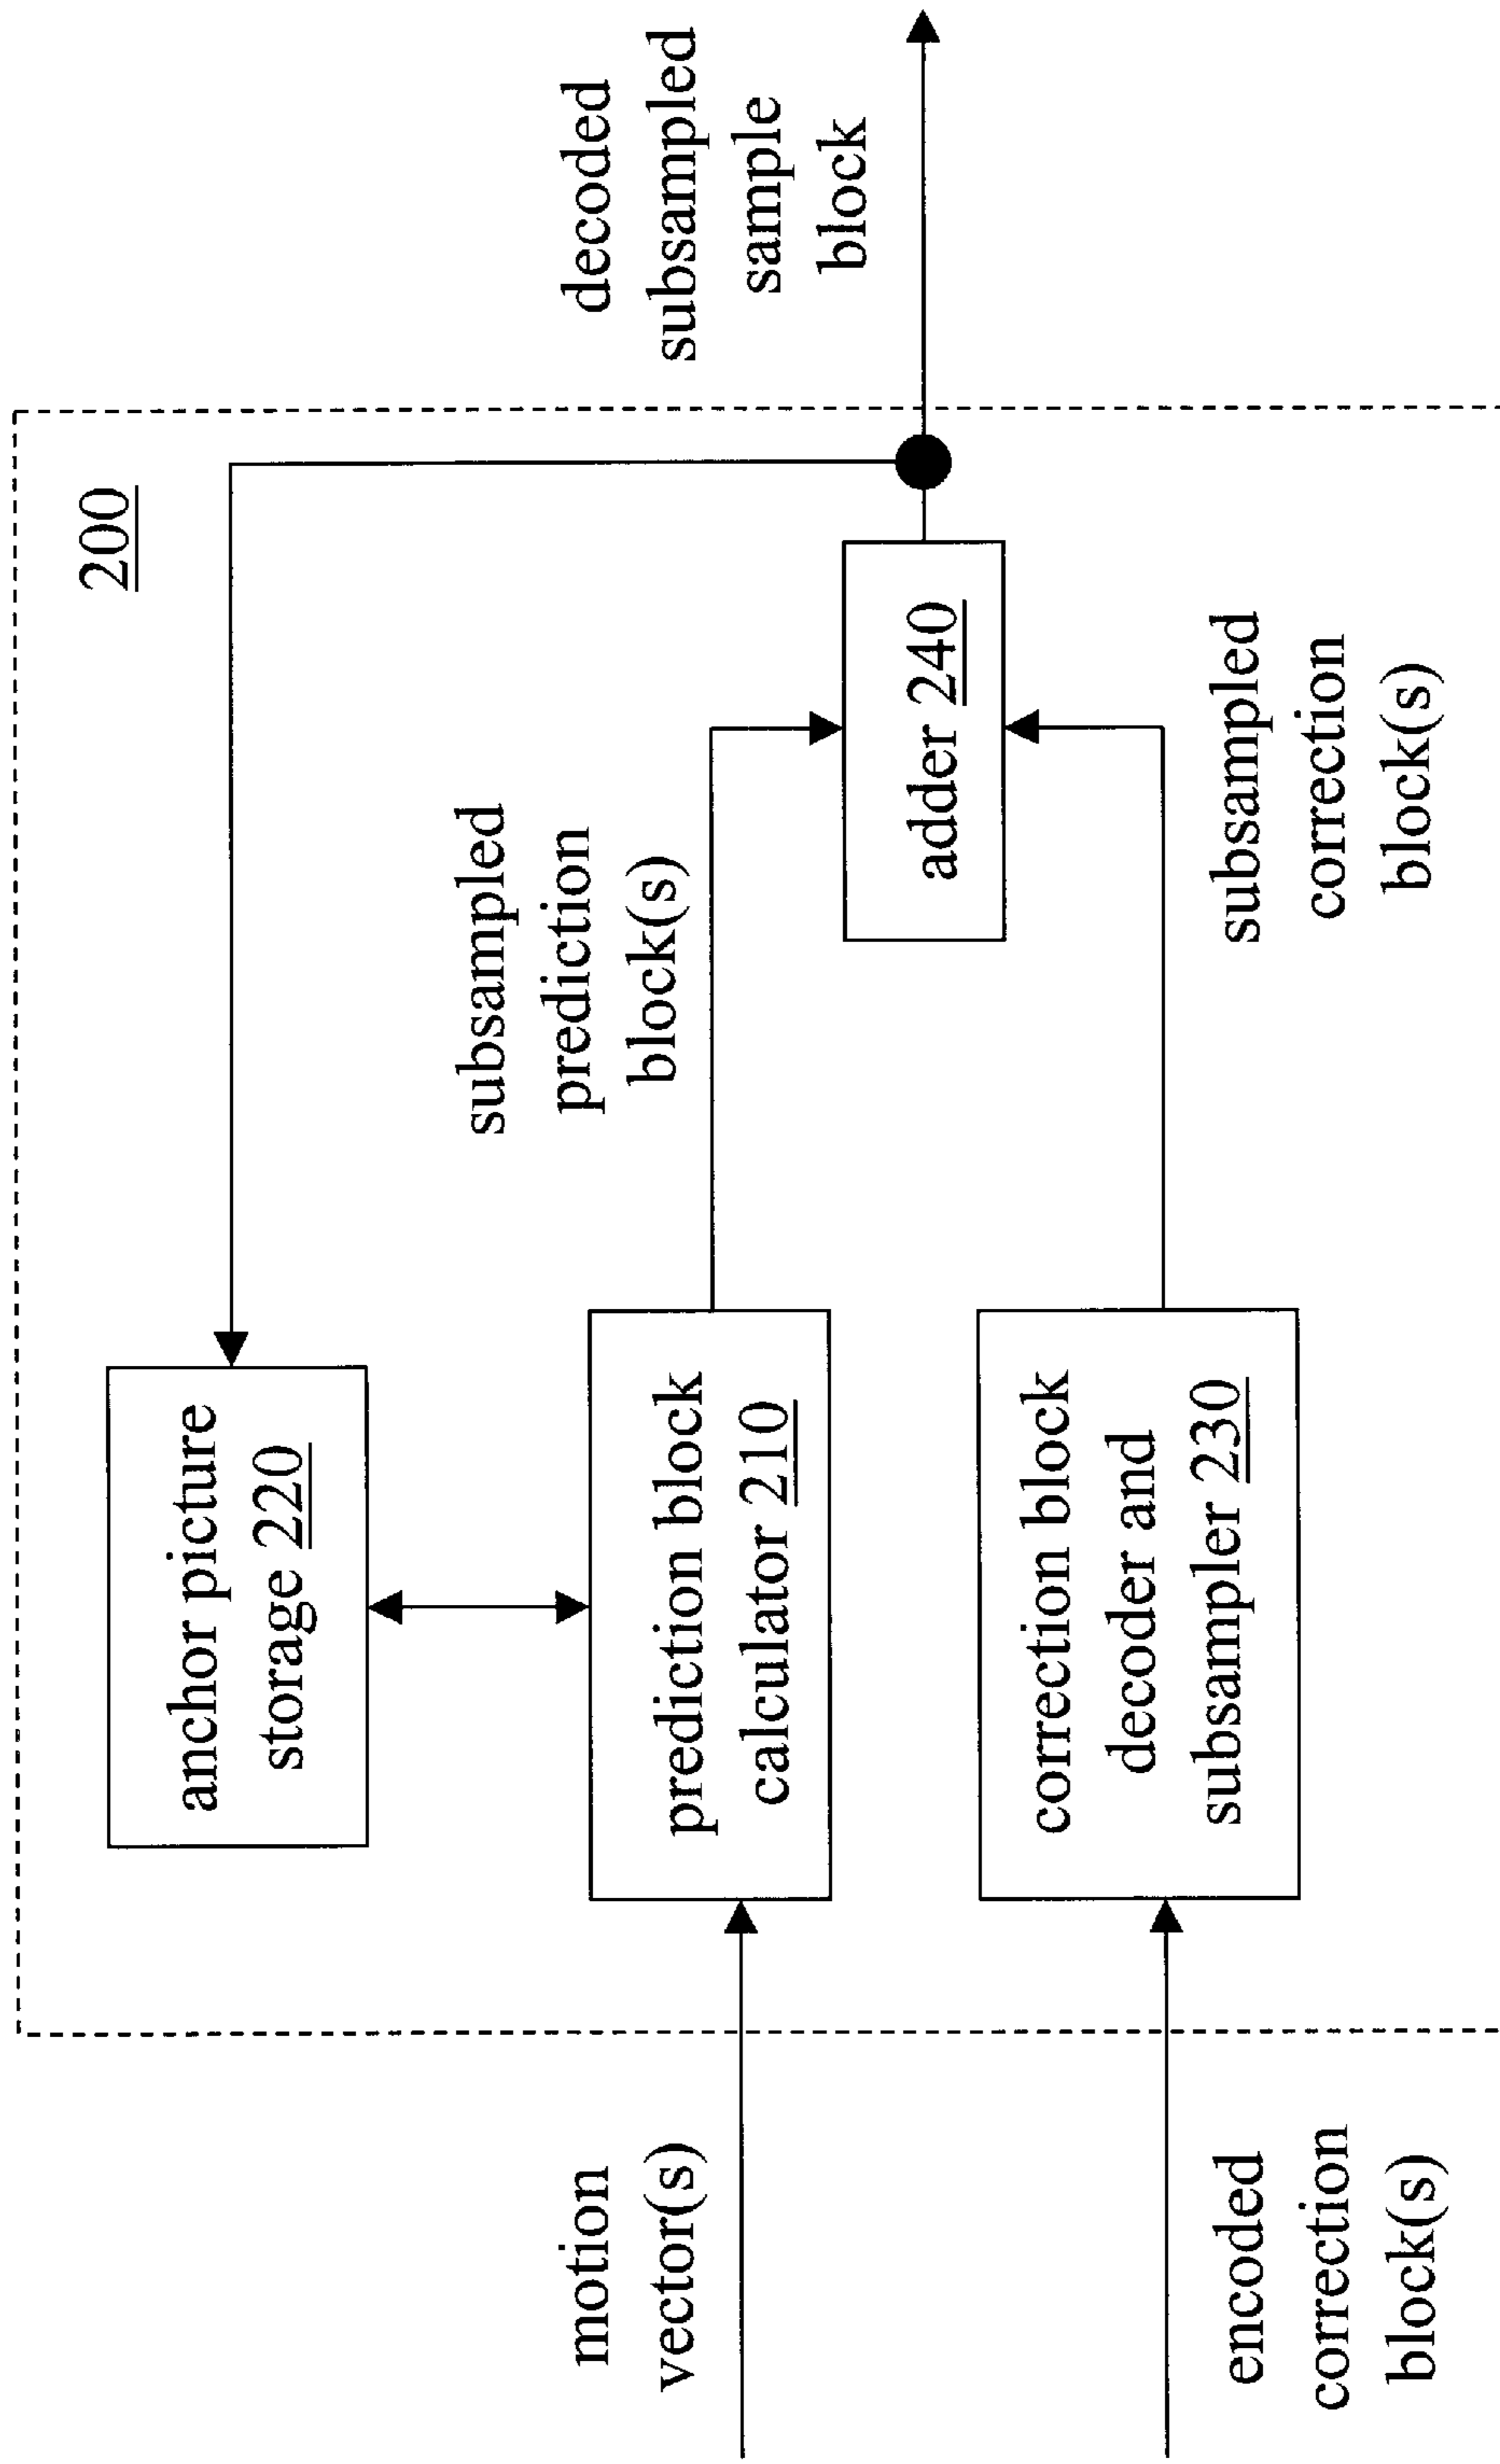 200
anchor picture
storage 220
motion
vector(s)
prediction block
calculator 210
subsampled
prediction
block(s)
decoded
subsampled
sample
block
adder 240
encoded
correction
block(s)
correction block
decoder and
subsampler 230
subsampled
correction
block(s)